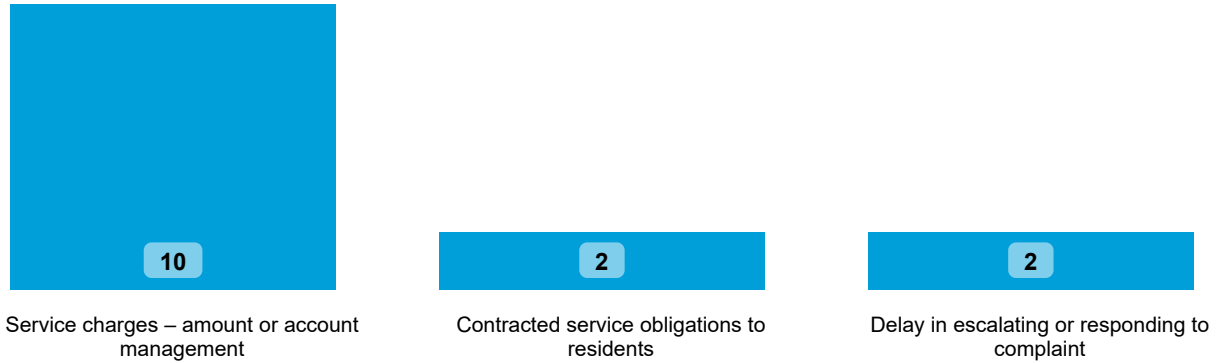 10
2
2
Service charges – amount or account
management
Contracted service obligations to
residents
Delay in escalating or responding to
complaint